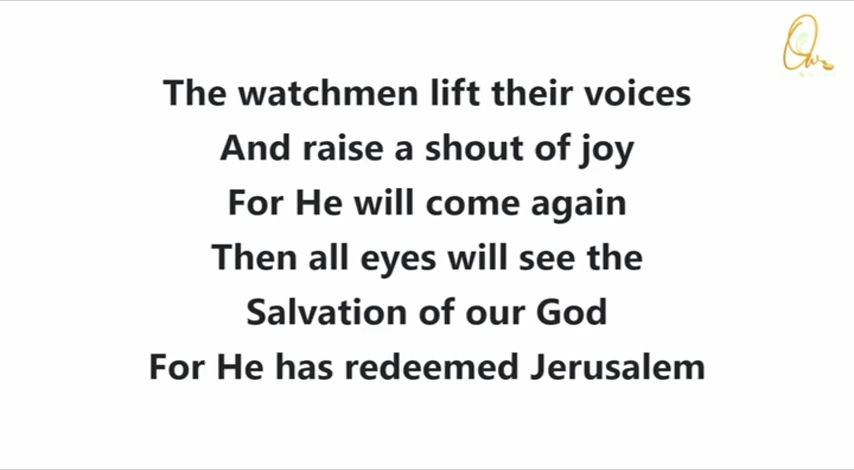 The watchmen lift their voices
And raise a shout of joy
For He will come again
Then all eyes will see the
Salvation of our God
For He has redeemed Jerusalem